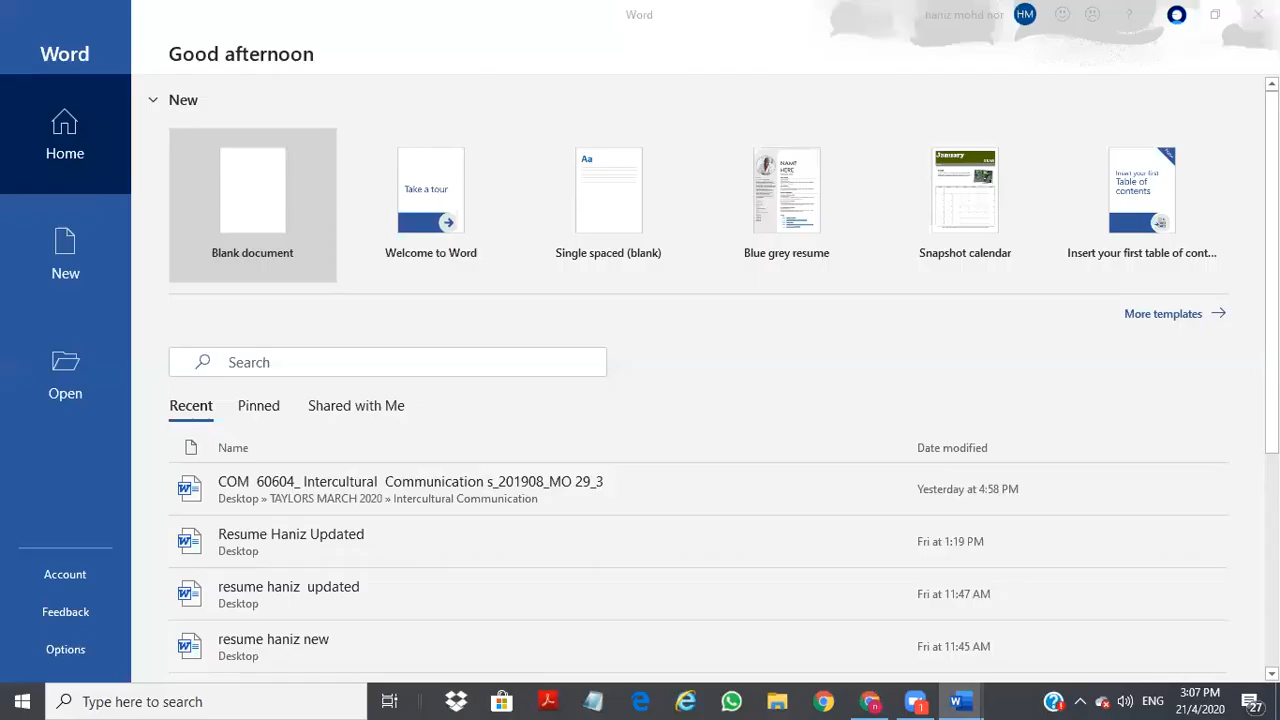 Word
haniz mohd nor HM ?
Word
Good afternoon
New
Home
New
Open
Account
Feedback
Options
Aa
Take a tour
NAME
HERE
January
Insert your first
Table of
contents
Blank document
Welcome to Word
Single spaced (blank)
Blue grey resume
Snapshot calendar
Insert your first table of cont...
More templates
Search
Recent Pinned Shared with Me
Name Date modified
COM 60604_ Intercultural Communication s_201908_MO 29_3
Desktop » TAYLORS MARCH 2020 » Intercultural Communication
Yesterday at 4:58 PM
Resume Haniz Updated
Desktop
Fri at 1:19 PM
resume haniz updated
Desktop
Fri at 11:47 AM
resume haniz new
Desktop
Fri at 11:45 AM
Type here to search
ENG
3:07 PM
21/4/2020
27